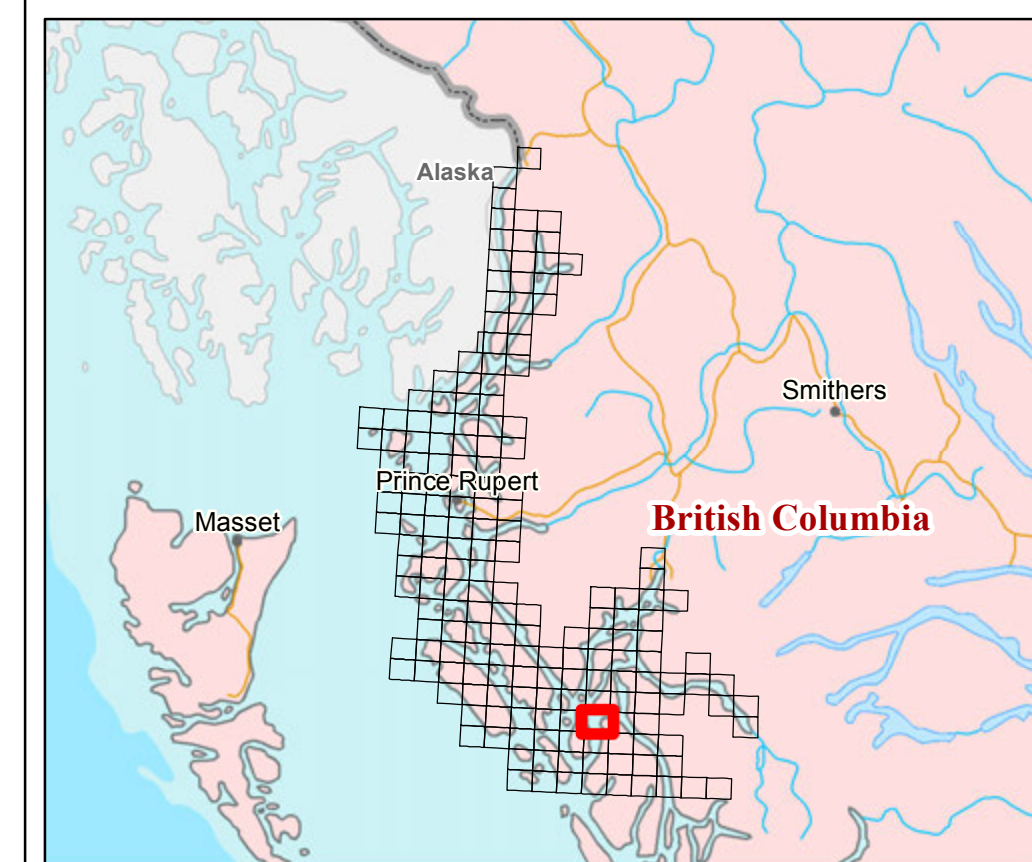 Alaska
Smithers
Prince Rupert
Masset
British Columbia